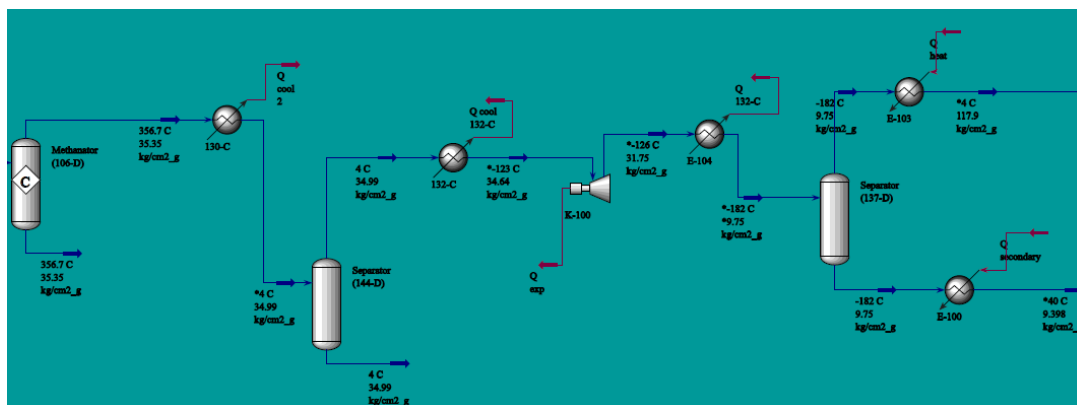 Q
cool
2
356.7 C
35.35
kg/cm2_g
130-C
Methanator
(106-D)
C
356.7 C
35.35
kg/cm2_g
*4 C
34.99
kg/cm2_g
Separator
(144-D)
4 C
34.99
kg/cm2_g
4 C
34.99
kg/cm2_g
Q cool
132-C
132-C
*-123 C
34.64
kg/cm2_g
K-100
Q
exp
*-126 C
31.75
kg/cm2_g
Q
132-C
E-104
*-182 C
*9.75
kg/cm2_g
Separator
(137-D)
-182 C
9.75
kg/cm2_g
Q
heat
E-103
*4 C
117.9
kg/cm2_g
-182 C
9.75
kg/cm2_g
Q
secondary
E-100
*40 C
9.398
kg/cm2_g